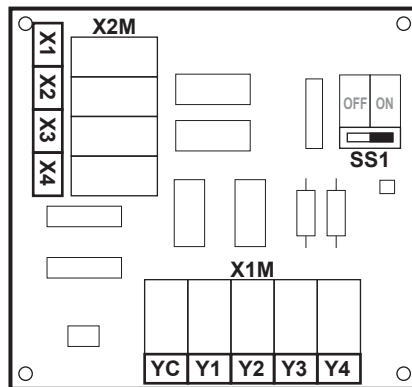 X2M
X1
X2
X3
X4
OFF ON
SS1
X1M
YC Y1 Y2 Y3 Y4